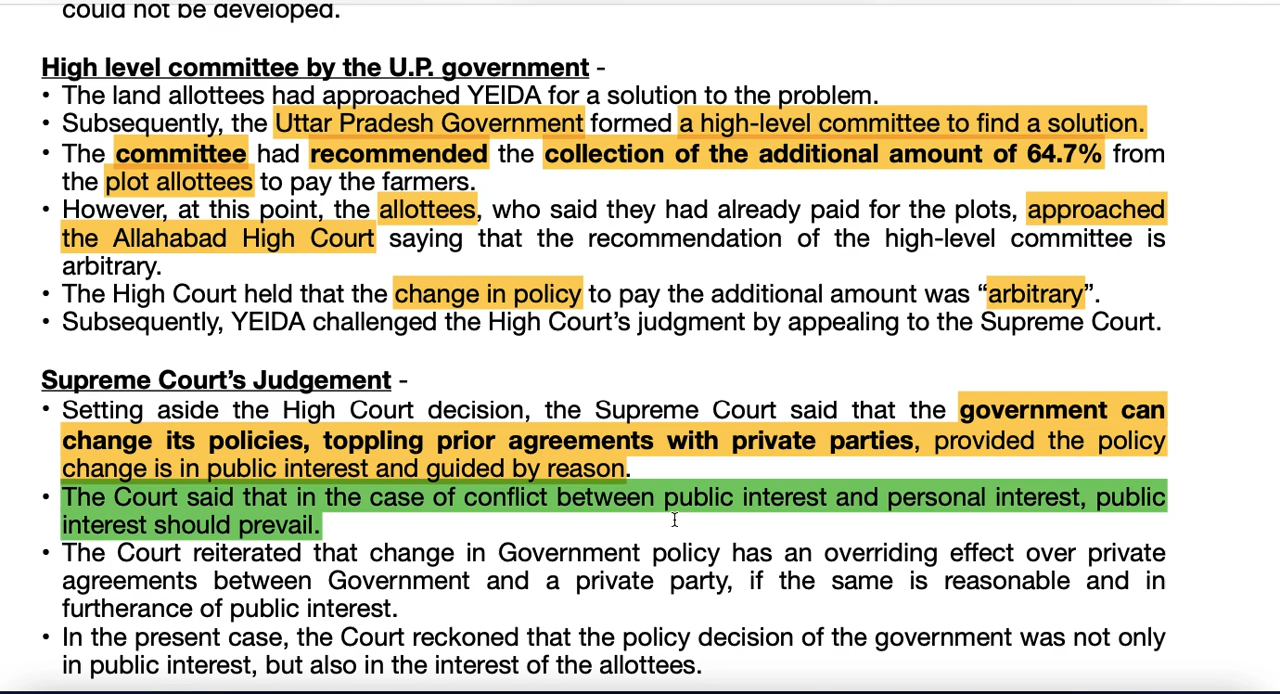 could not be developed.
High level committee by the U.P. government -
• The land allottees had approached YEIDA for a solution to the problem.
• Subsequently, the Uttar Pradesh Government formed a high-level committee to find a solution.
• The committee had recommended the collection of the additional amount of 64.7% from
the plot allottees to pay the farmers.
• However, at this point, the allottees, who said they had already paid for the plots, approached
the Allahabad High Court saying that the recommendation of the high-level committee is
arbitrary.
• The High Court held that the change in policy to pay the additional amount was “arbitrary”.
• Subsequently, YEIDA challenged the High Court’s judgment by appealing to the Supreme Court.
Supreme Court’s Judgement -
• Setting aside the High Court decision, the Supreme Court said that the government can
change its policies, toppling prior agreements with private parties, provided the policy
change is in public interest and guided by reason.
• The Court said that in the case of conflict between public interest and personal interest, public
interest should prevail.
• The Court reiterated that change in Government policy has an overriding effect over private
agreements between Government and a private party, if the same is reasonable and in
furtherance of public interest.
• In the present case, the Court reckoned that the policy decision of the government was not only
in public interest, but also in the interest of the allottees.